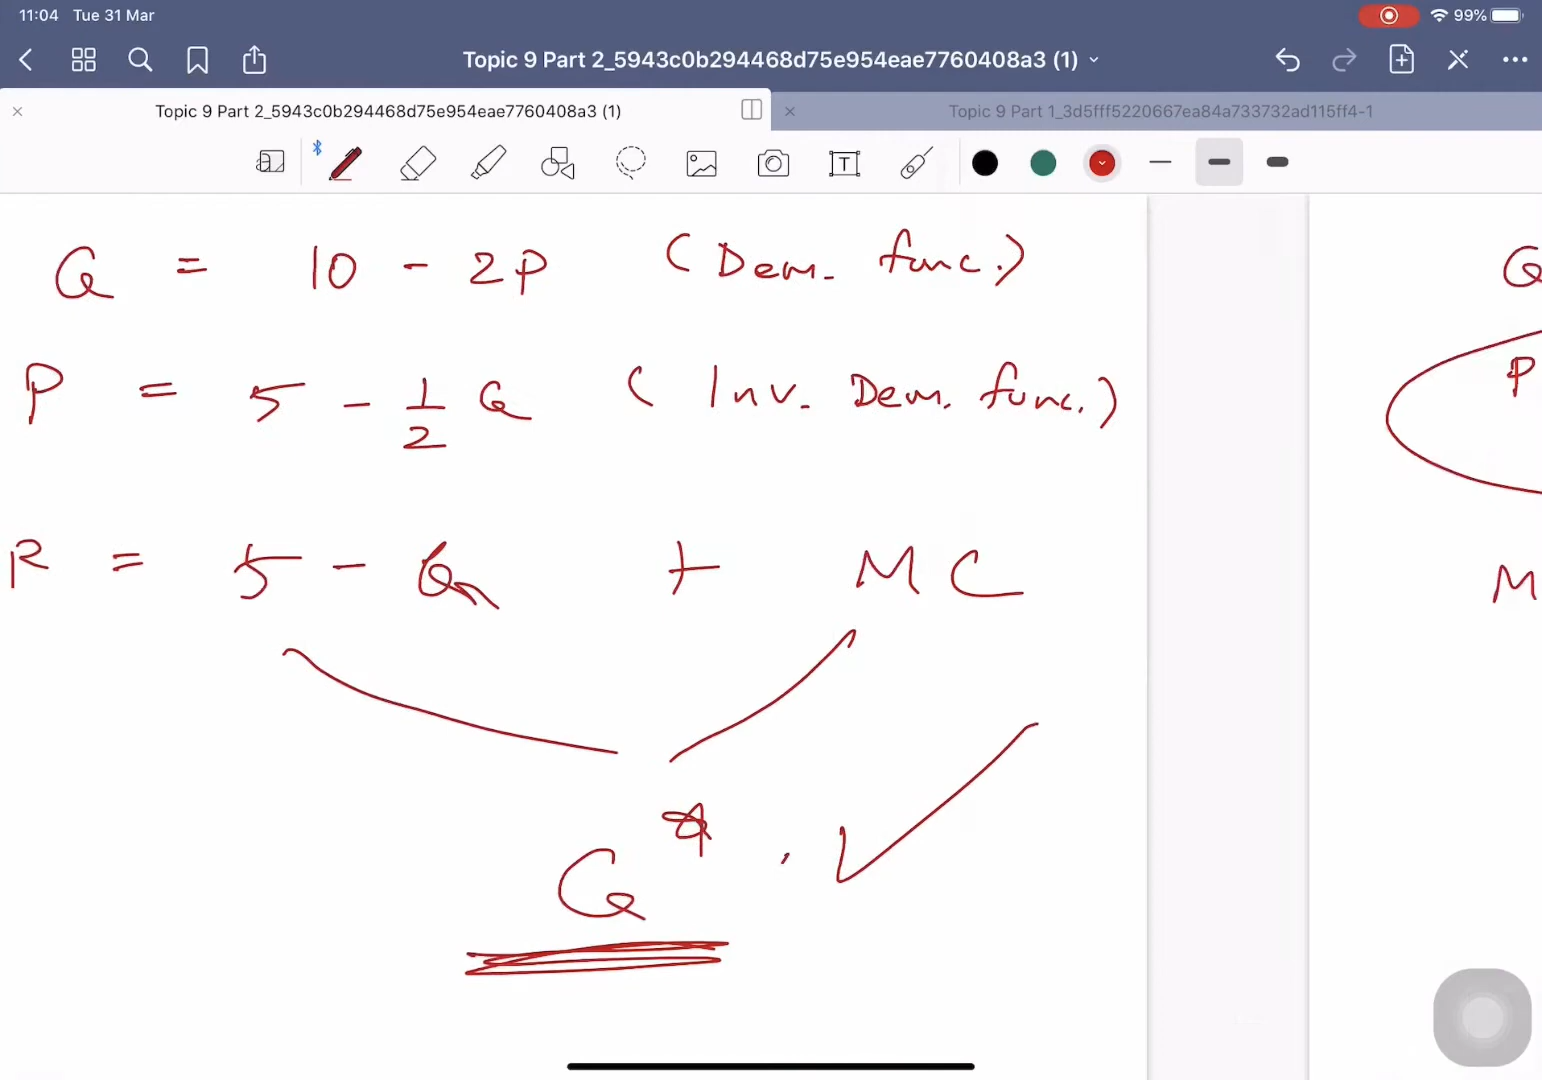 11:04 Tue 31 Mar 99%
Topic 9 Part 2_5943c0b294468d75e954eae7760408a3 (1)
Topic 9 Part 2_5943c0b294468d75e954eae7760408a3 (1) Topic 9 Part 1_3d5fff5220667ea84a733732ad115ff4-1
T
Q = 10 - 2P (Dem. func.) Q
P = 5 - 1/2 Q (Inv. Dem. func.) P
R = 5 - Q + MC M
Q*